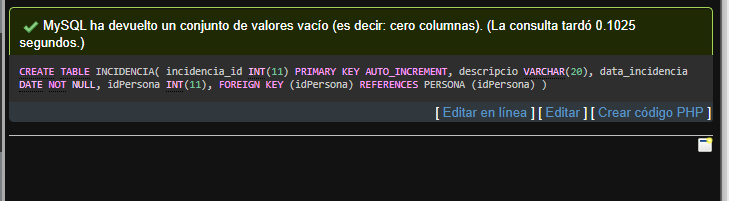 MySQL ha devuelto un conjunto de valores vacío (es decir: cero columnas). (La consulta tardó 0.1025
segundos.)
CREATE TABLE INCIDENCIA( incidencia_id INT(11) PRIMARY KEY AUTO_INCREMENT, descripcio VARCHAR(20), data_incidencia
DATE NOT NULL, idPersona INT(11), FOREIGN KEY (idPersona) REFERENCES PERSONA (idPersona) )
[ Editar en línea ] [ Editar ] [ Crear código PHP ]